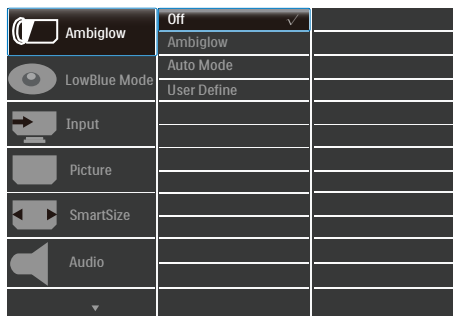 Ambiglow
Off
Ambiglow
Auto Mode
User Define
LowBlue Mode
Input
Picture
SmartSize
Audio